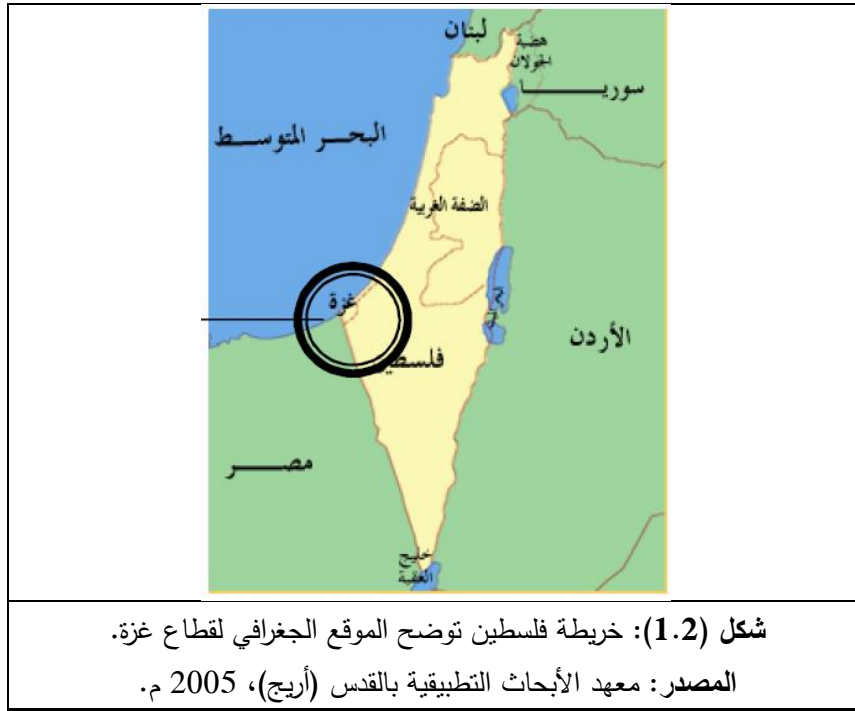 لبنان
هضبة
الجولان
سوريـــــــا
البحـــر المتوســـط
الضفة الغربية
غزة
الأردن
فلسطين
مصـــــر
خليج
العقبة
شكل (1.2): خريطة فلسطين توضح الموقع الجغرافي لقطاع غزة.
المصدر: معهد الأبحاث التطبيقية بالقدس (أريج)، 2005 م.